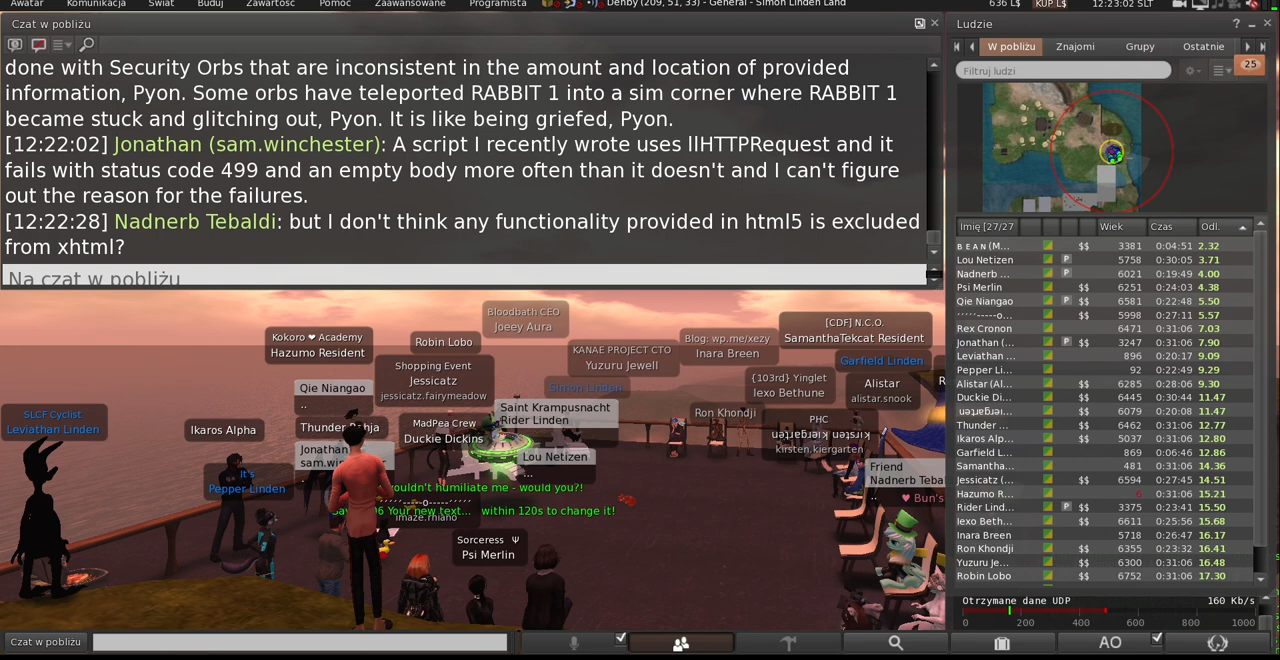 Awatar Komunikacja Świat Buduj Zawartość Pomoc Zaawansowane Programista Denby (209, 51, 33) - General - Simon Linden Land 636 L$ KUP L$ 12:23:02 SLT
Czat w pobliżu
done with Security Orbs that are inconsistent in the amount and location of provided
information, Pyon. Some orbs have teleported RABBIT 1 into a sim corner where RABBIT 1
became stuck and glitching out, Pyon. It is like being griefed, Pyon.
[12:22:02] Jonathan (sam.winchester): A script I recently wrote uses llHTTPRequest and it
fails with status code 499 and an empty body more often than it doesn't and I can't figure
out the reason for the failures.
[12:22:28] Nadnerb Tebaldi: but I don't think any functionality provided in html5 is excluded
from xhtml?
Na czat w pobliżu
Bloodbath CEO
Joeey Aura
Kokoro ❤ Academy
Hazumo Resident
Robin Lobo
KANAE PROJECT CTO
Yuzuru Jewell
Blog: wp.me/xezy
Inara Breen
[CDF] N.C.O.
SamanthaTekcat Resident
Garfield Linden
Shopping Event
Jessicatz
jessicatz.fairymeadow
Simon Linden
{103rd} Yinglet
Iexo Bethune
Alistar
alistar.snook
R
Qie Niangao
..
SLCF Cyclist
Leviathan Linden
Ikaros Alpha
Thunder
MadPea Crew
Duckie Dickins
Saint Krampusnacht
Rider Linden
Ron Khondji
PHC
kirsten.kiergarten
Jonathan
Lou Netizen
...
Friend
Nadnerb Teba
..
It's
Pepper Linden
ouldn't humiliate me - would you?!
Your new text... within 120s to change it!
imaze.rhiano
❤ Bun's
Sorceress Ψ
Psi Merlin
Czat w pobliżu
Ludzie
? _ ×
W pobliżu Znajomi Grupy Ostatnie
Filtruj ludzi
25
Imię [27/27 Wiek Czas Odl.
ʙᴇᴀɴ (M... $$ 3381 0:04:51 2.32
Lou Netizen P 5758 0:30:05 3.71
Nadnerb ... P 6021 0:19:49 4.00
Psi Merlin $$ 6251 0:24:03 4.38
Qie Niangao P $$ 6581 0:22:48 5.50
$$ 5998 0:27:11 5.57
Rex Cronon 6471 0:31:06 7.03
Jonathan (... P $$ 3247 0:31:06 7.90
Leviathan ... 896 0:20:17 9.09
Pepper Li... 92 0:22:49 9.29
Alistar (Al... $$ 6285 0:28:06 9.30
Duckie Di... $$ 6445 0:30:44 11.47
$$ 6079 0:20:08 11.47
Thunder ... $$ 6462 0:31:06 12.77
Ikaros Alp... $$ 5037 0:31:06 12.80
Garfield L... 869 0:06:46 12.86
Samantha... 481 0:31:06 14.36
Jessicatz (... $$ 6594 0:27:45 14.51
Hazumo R... 6 0:31:06 15.21
Rider Lind... P $$ 3375 0:23:41 15.50
Iexo Beth... $$ 6611 0:25:56 15.68
Inara Breen 5718 0:26:47 16.17
Ron Khondji $$ 6355 0:23:32 16.41
Yuzuru Je... $$ 6592 0:31:06 16.48
Robin Lobo $$ 6752 0:31:06 17.30
Otrzymane dane UDP 160 Kb/s
0 200 400 600 800 1000
AO